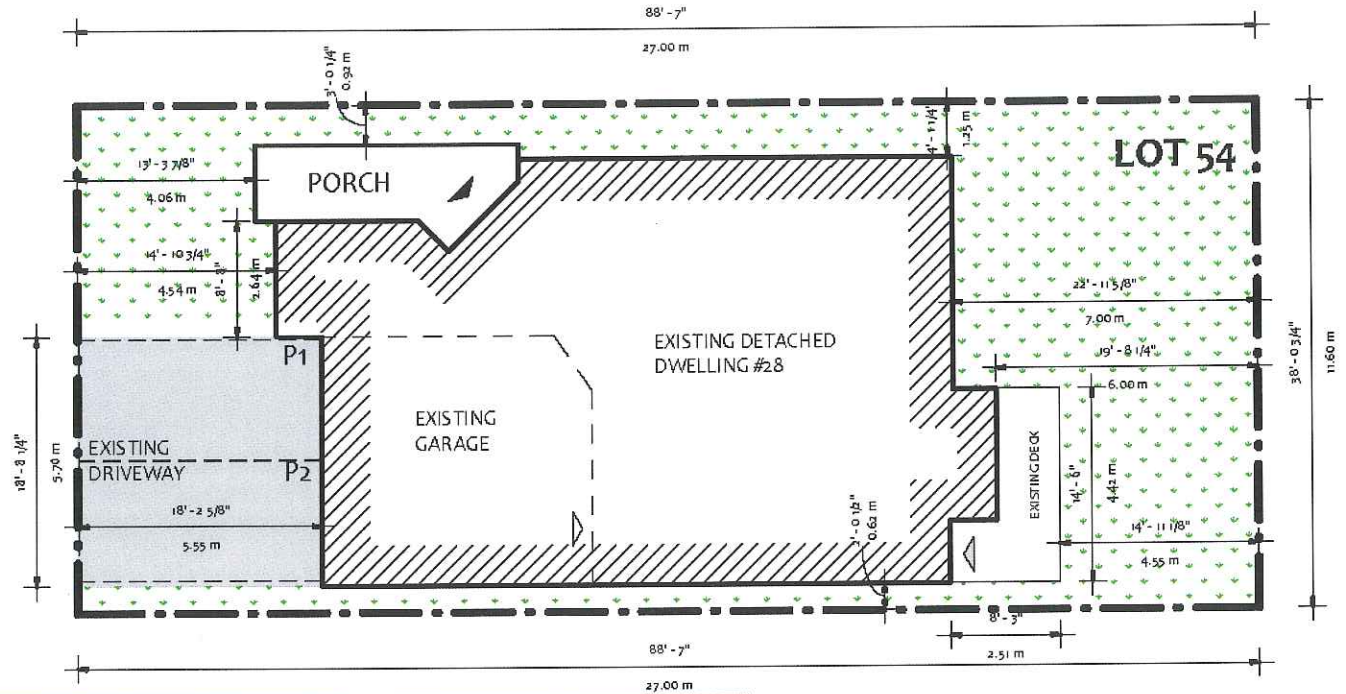 88' - 7"
27.00 m
3' - 0 1/4"
0.92 m
4' - 1 1/4"
1.25 m
LOT 54
13' - 3 7/8"
4.06 m
PORCH
14' - 10 3/4"
4.54 m
8' - 8"
2.64 m
22' - 11 5/8"
7.00 m
19' - 8 1/4"
6.00 m
38' - 0 3/4"
11.60 m
P1
EXISTING DETACHED
DWELLING #28
EXISTING
GARAGE
18' - 8 1/4"
5.70 m
EXISTING
DRIVEWAY
P2
18' - 2 5/8"
5.55 m
EXISTING DECK
14' - 6"
4.42 m
14' - 11 1/8"
4.55 m
2' - 0 1/2"
0.62 m
8' - 3"
2.51 m
88' - 7"
27.00 m